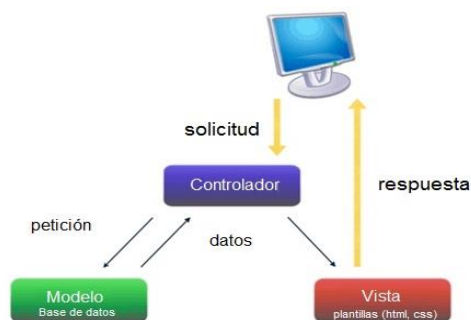 solicitud
Controlador
respuesta
petición
datos
Modelo
Base de datos
Vista
plantillas (html, css)